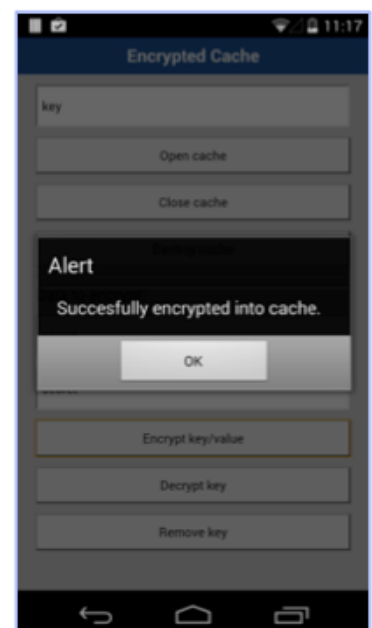 11:17
Encrypted Cache
key
Open cache
Close cache
Alert
Succesfully encrypted into cache.
OK
Encrypt key/value
Decrypt key
Remove key